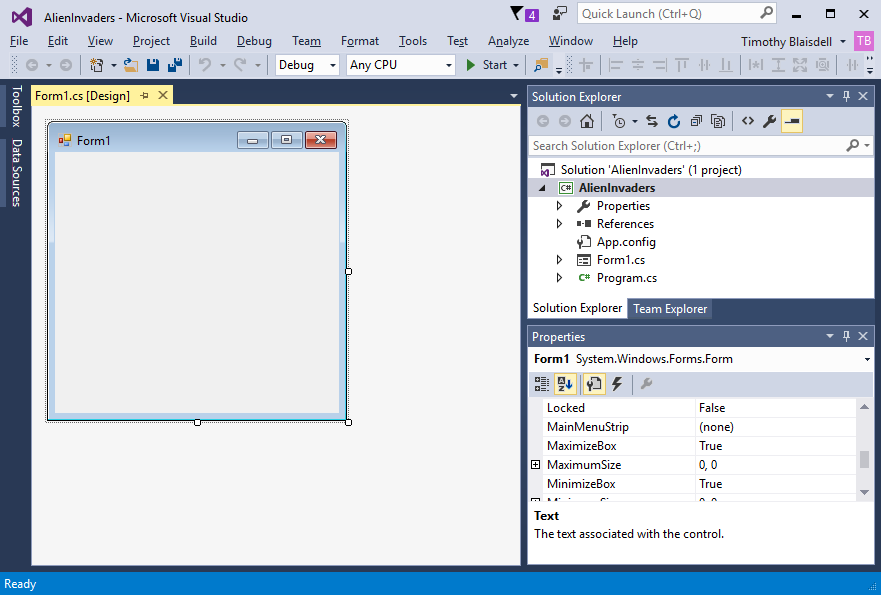 AlienInvaders - Microsoft Visual Studio
4
Quick Launch (Ctrl+Q)
File Edit View Project Build Debug Team Format Tools Test Analyze Window Help
Timothy Blaisdell TB
Debug Any CPU Start
Toolbox
Data Sources
Form1.cs [Design]
Form1
Solution Explorer
Search Solution Explorer (Ctrl+;)
Solution 'AlienInvaders' (1 project)
C# AlienInvaders
Properties
References
App.config
Form1.cs
C# Program.cs
Solution Explorer Team Explorer
Properties
Form1 System.Windows.Forms.Form
Locked False
MainMenuStrip (none)
MaximizeBox True
MaximumSize 0, 0
MinimizeBox True
Text
The text associated with the control.
Ready